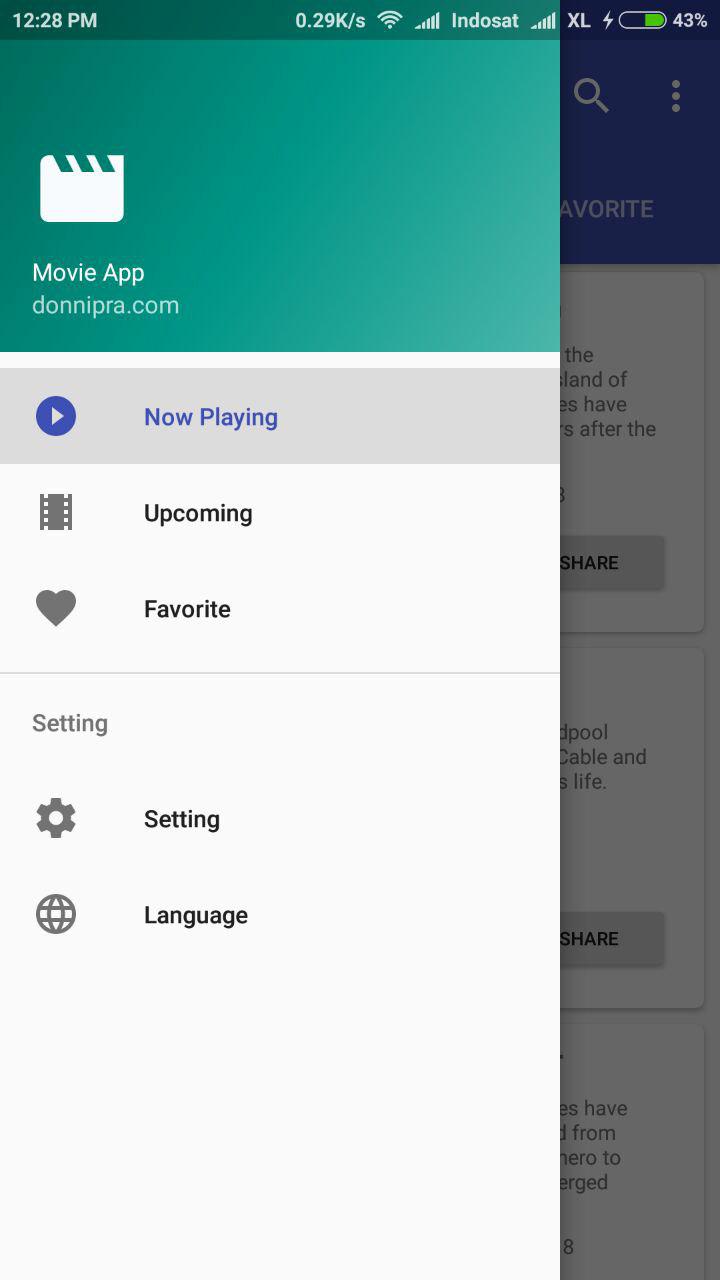 12:28 PM 0.29K/s Indosat XL 43%
AVORITE
Movie App
donnipra.com
Now Playing
Upcoming
Favorite
Setting
Setting
Language
the
sland of
es have
rs after the
SHARE
dpool
Cable and
s life.
SHARE
es have
d from
hero to
erged
8